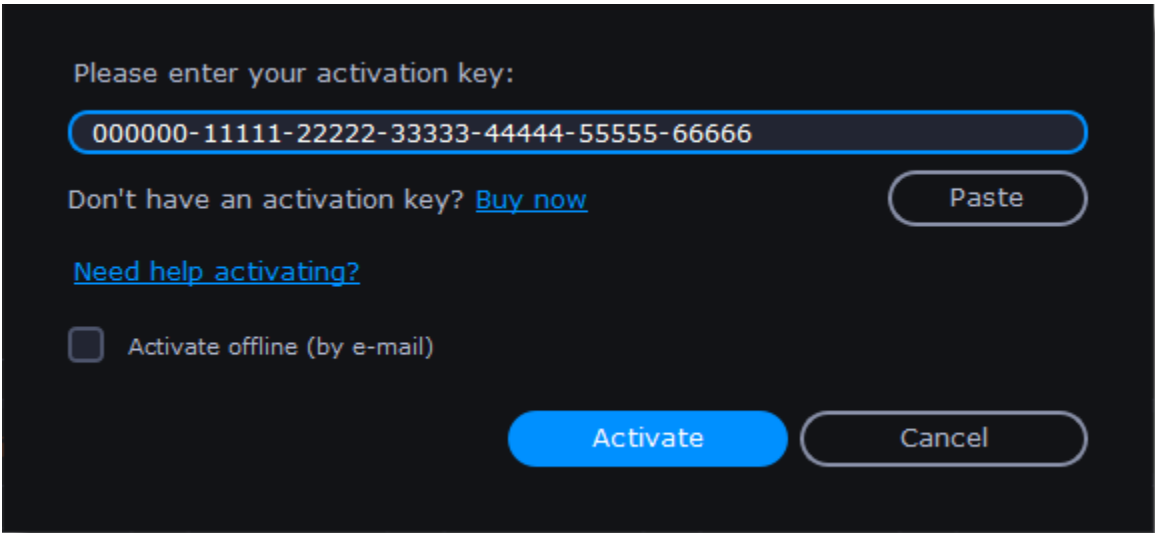 Please enter your activation key:
000000-11111-22222-33333-44444-55555-66666
Don't have an activation key? Buy now
Paste
Need help activating?
Activate offline (by e-mail)
Activate
Cancel